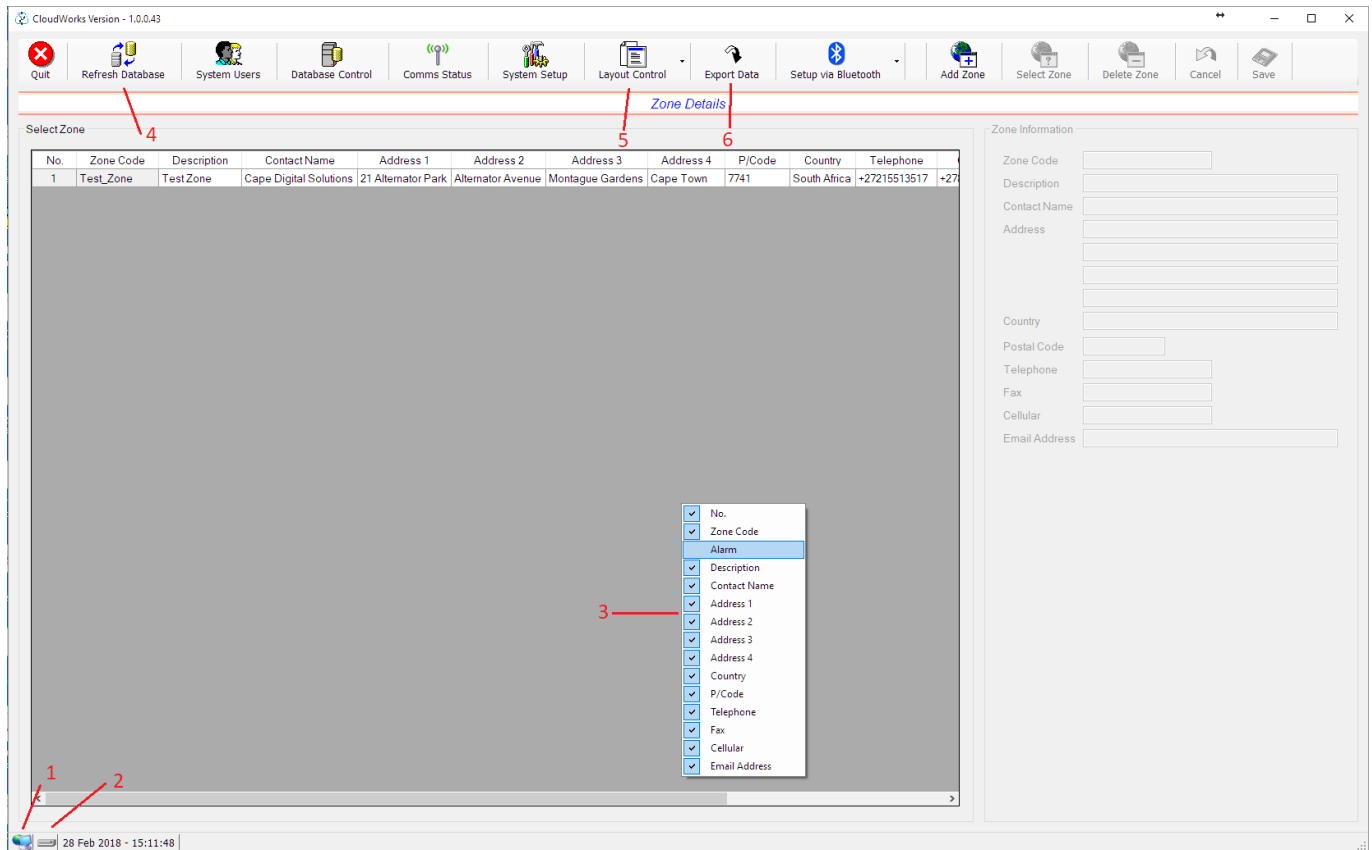 CloudWorks Version - 1.0.0.43
Quit Refresh Database System Users Database Control Comms Status System Setup Layout Control Export Data Setup via Bluetooth Add Zone Select Zone Delete Zone Cancel Save
Zone Details
4 5 6
Select Zone
No. Zone Code Description Contact Name Address 1 Address 2 Address 3 Address 4 P/Code Country Telephone
1 Test_Zone Test Zone Cape Digital Solutions 21 Alternator Park Alternator Avenue Montague Gardens Cape Town 7741 South Africa +27215513517 +27
Zone Information
Zone Code
Description
Contact Name
Address
Country
Postal Code
Telephone
Fax
Cellular
Email Address
No.
Zone Code
Alarm
Description
Contact Name
3
Address 1
Address 2
Address 3
Address 4
Country
P/Code
Telephone
Fax
Cellular
Email Address
1 2
28 Feb 2018 - 15:11:48